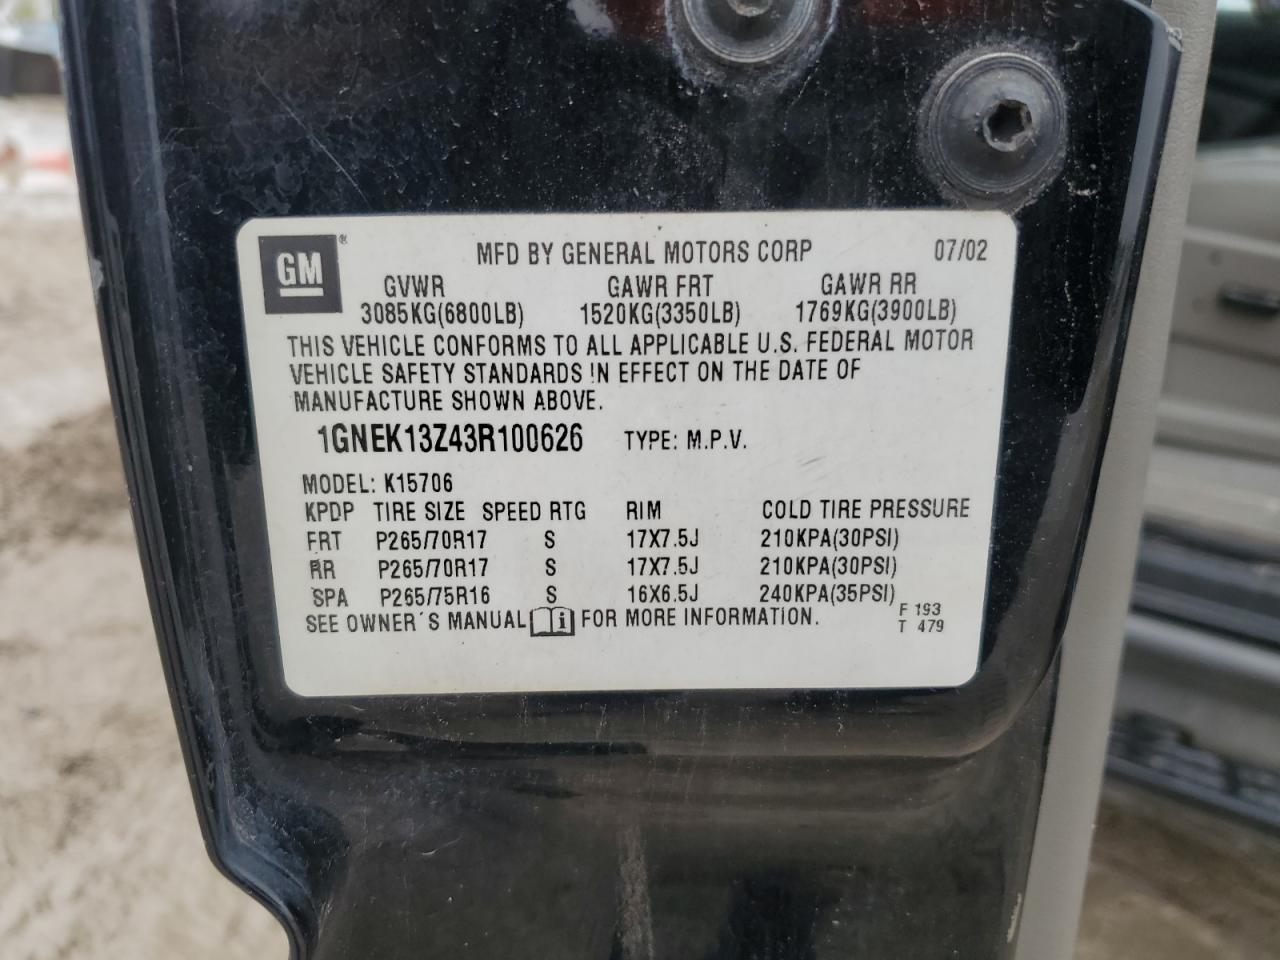 GM ® MFD BY GENERAL MOTORS CORP 07/02
GVWR GAWR FRT GAWR RR
3085KG(6800LB) 1520KG(3350LB) 1769KG(3900LB)
THIS VEHICLE CONFORMS TO ALL APPLICABLE U.S. FEDERAL MOTOR
VEHICLE SAFETY STANDARDS IN EFFECT ON THE DATE OF
MANUFACTURE SHOWN ABOVE.
1GNEK13Z43R100626 TYPE: M.P.V.
MODEL: K15706
KPDP TIRE SIZE SPEED RTG RIM COLD TIRE PRESSURE
FRT P265/70R17 S 17X7.5J 210KPA(30PSI)
RR P265/70R17 S 17X7.5J 210KPA(30PSI)
SPA P265/75R16 S 16X6.5J 240KPA(35PSI)
SEE OWNER'S MANUAL i FOR MORE INFORMATION.
F 193
T 479